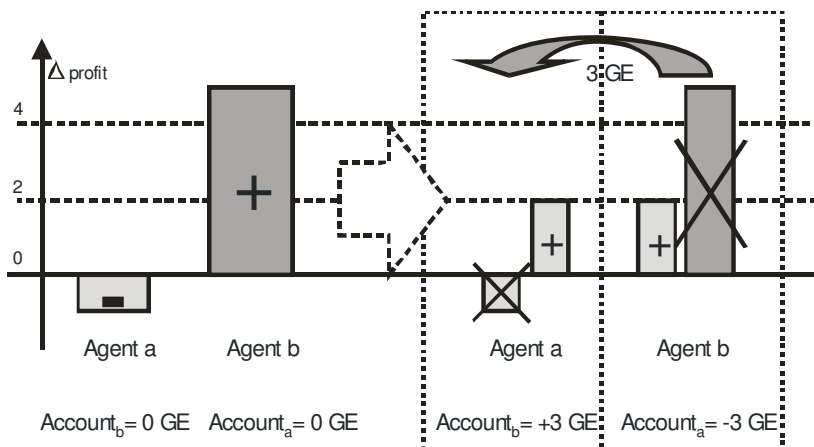 Δ profit
3 GE
4
2
0
Agent a Agent b Agent a Agent b
Account_b= 0 GE Account_a= 0 GE Account_b= +3 GE Account_a= -3 GE